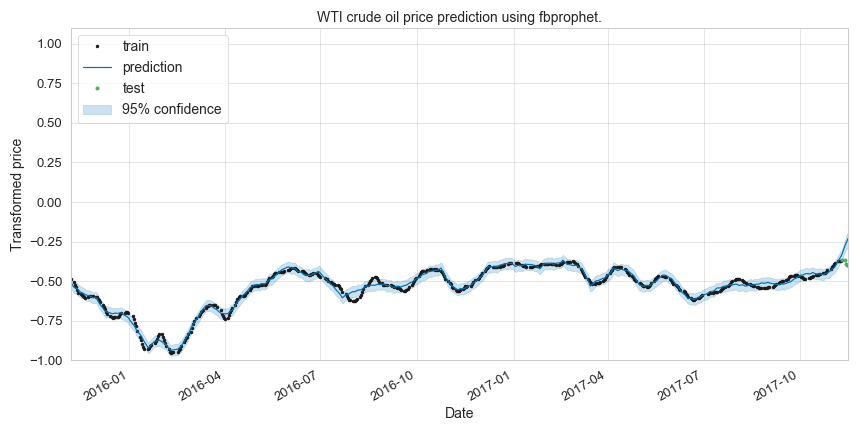 WTI crude oil price prediction using fbprophet.
train
prediction
test
95% confidence
1.00
0.75
0.50
0.25
0.00
−0.25
−0.50
−0.75
−1.00
Transformed price
2016-01
2016-04
2016-07
2016-10
2017-01
2017-04
2017-07
2017-10
Date